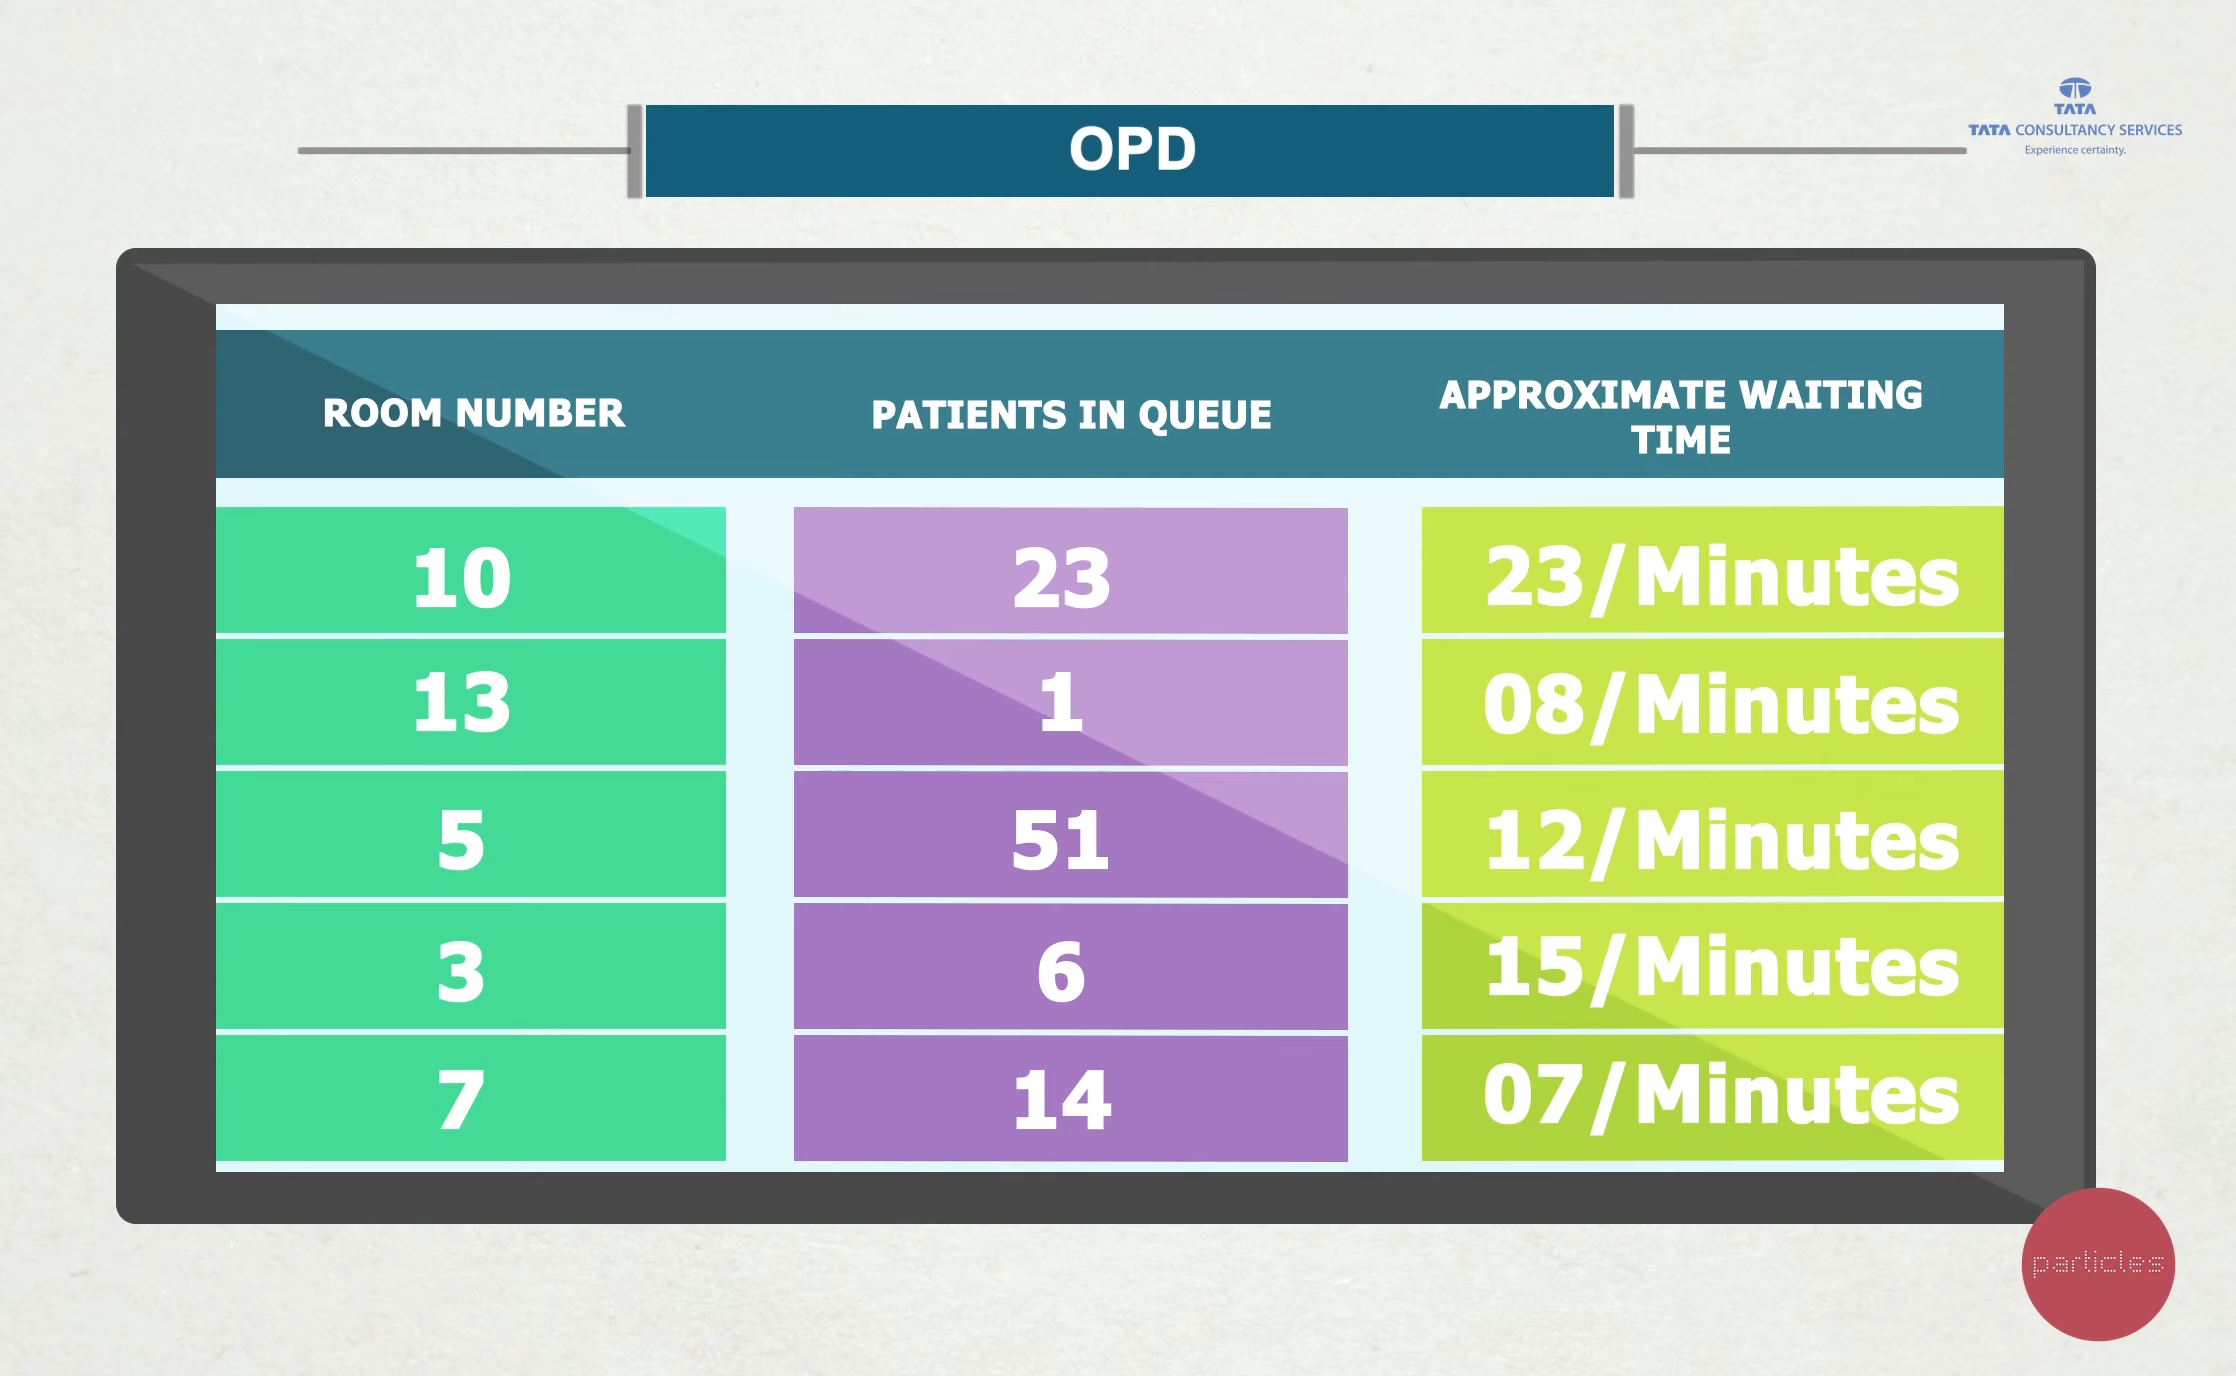 OPD
TATA
TATA CONSULTANCY SERVICES
Experience certainty.
ROOM NUMBER
PATIENTS IN QUEUE
APPROXIMATE WAITING
TIME
10 23 23/Minutes
13 1 08/Minutes
5 51 12/Minutes
3 6 15/Minutes
7 14 07/Minutes
particles